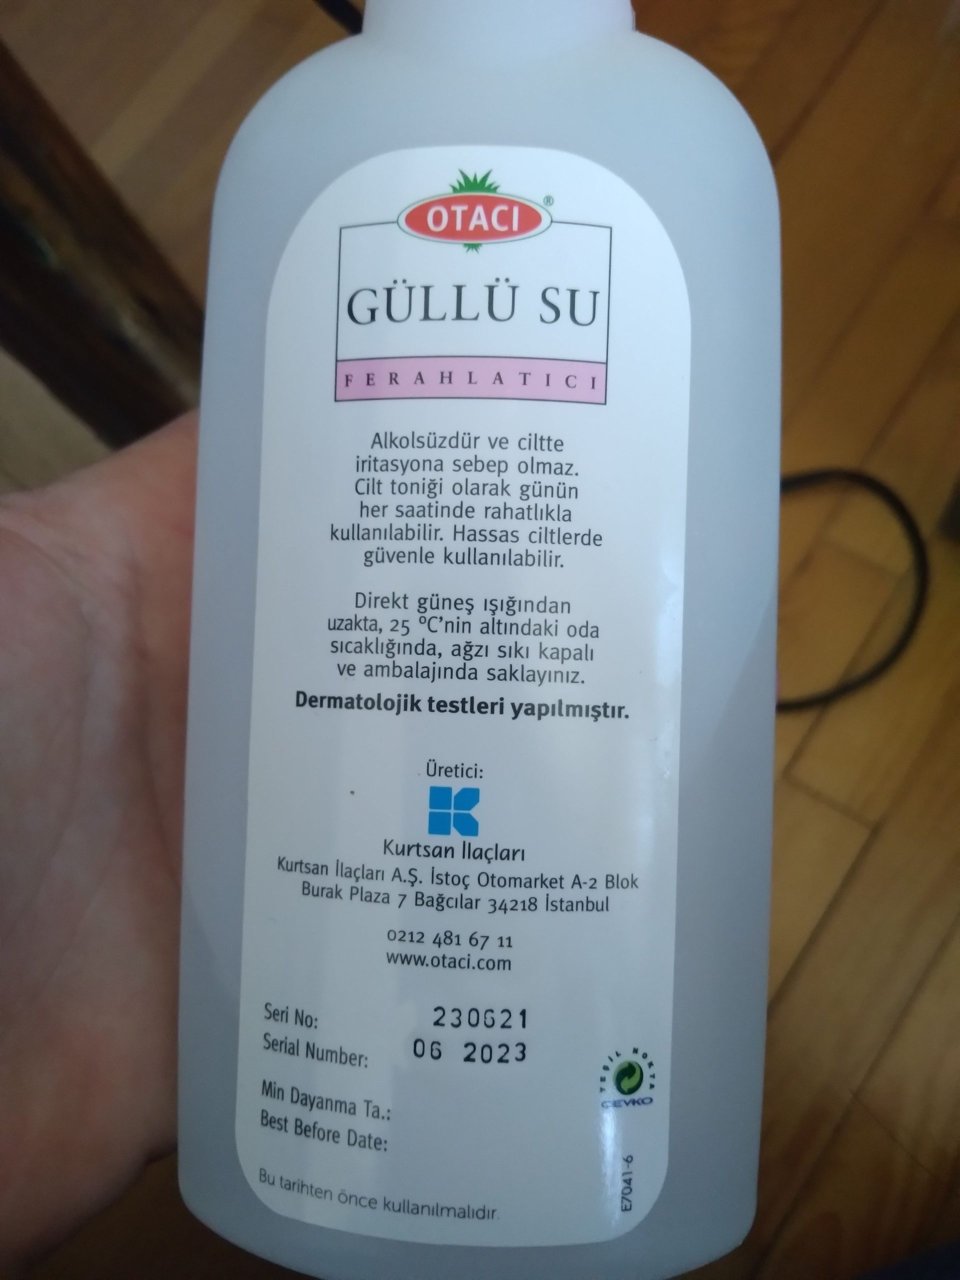 OTACI®
GÜLLÜ SU
FERAHLATICI
Alkolsüzdür ve ciltte
iritasyona sebep olmaz.
Cilt toniği olarak günün
her saatinde rahatlıkla
kullanılabilir. Hassas ciltlerde
güvenle kullanılabilir.
Direkt güneş ışığından
uzakta, 25 ºC'nin altındaki oda
sıcaklığında, ağzı sıkı kapalı
ve ambalajında saklayınız.
Dermatolojik testleri yapılmıştır.
Üretici:
Kurtsan İlaçları
Kurtsan İlaçları A.Ş. İstoç Otomarket A-2 Blok
Burak Plaza 7 Bağcılar 34218 İstanbul
0212 481 67 11
www.otaci.com
Seri No: 230621
Serial Number: 06 2023
Min Dayanma Ta.:
Best Before Date:
Bu tarihten önce kullanılmalıdır.
YEŞİL NOKTA
ÇEVKO
E7041-6